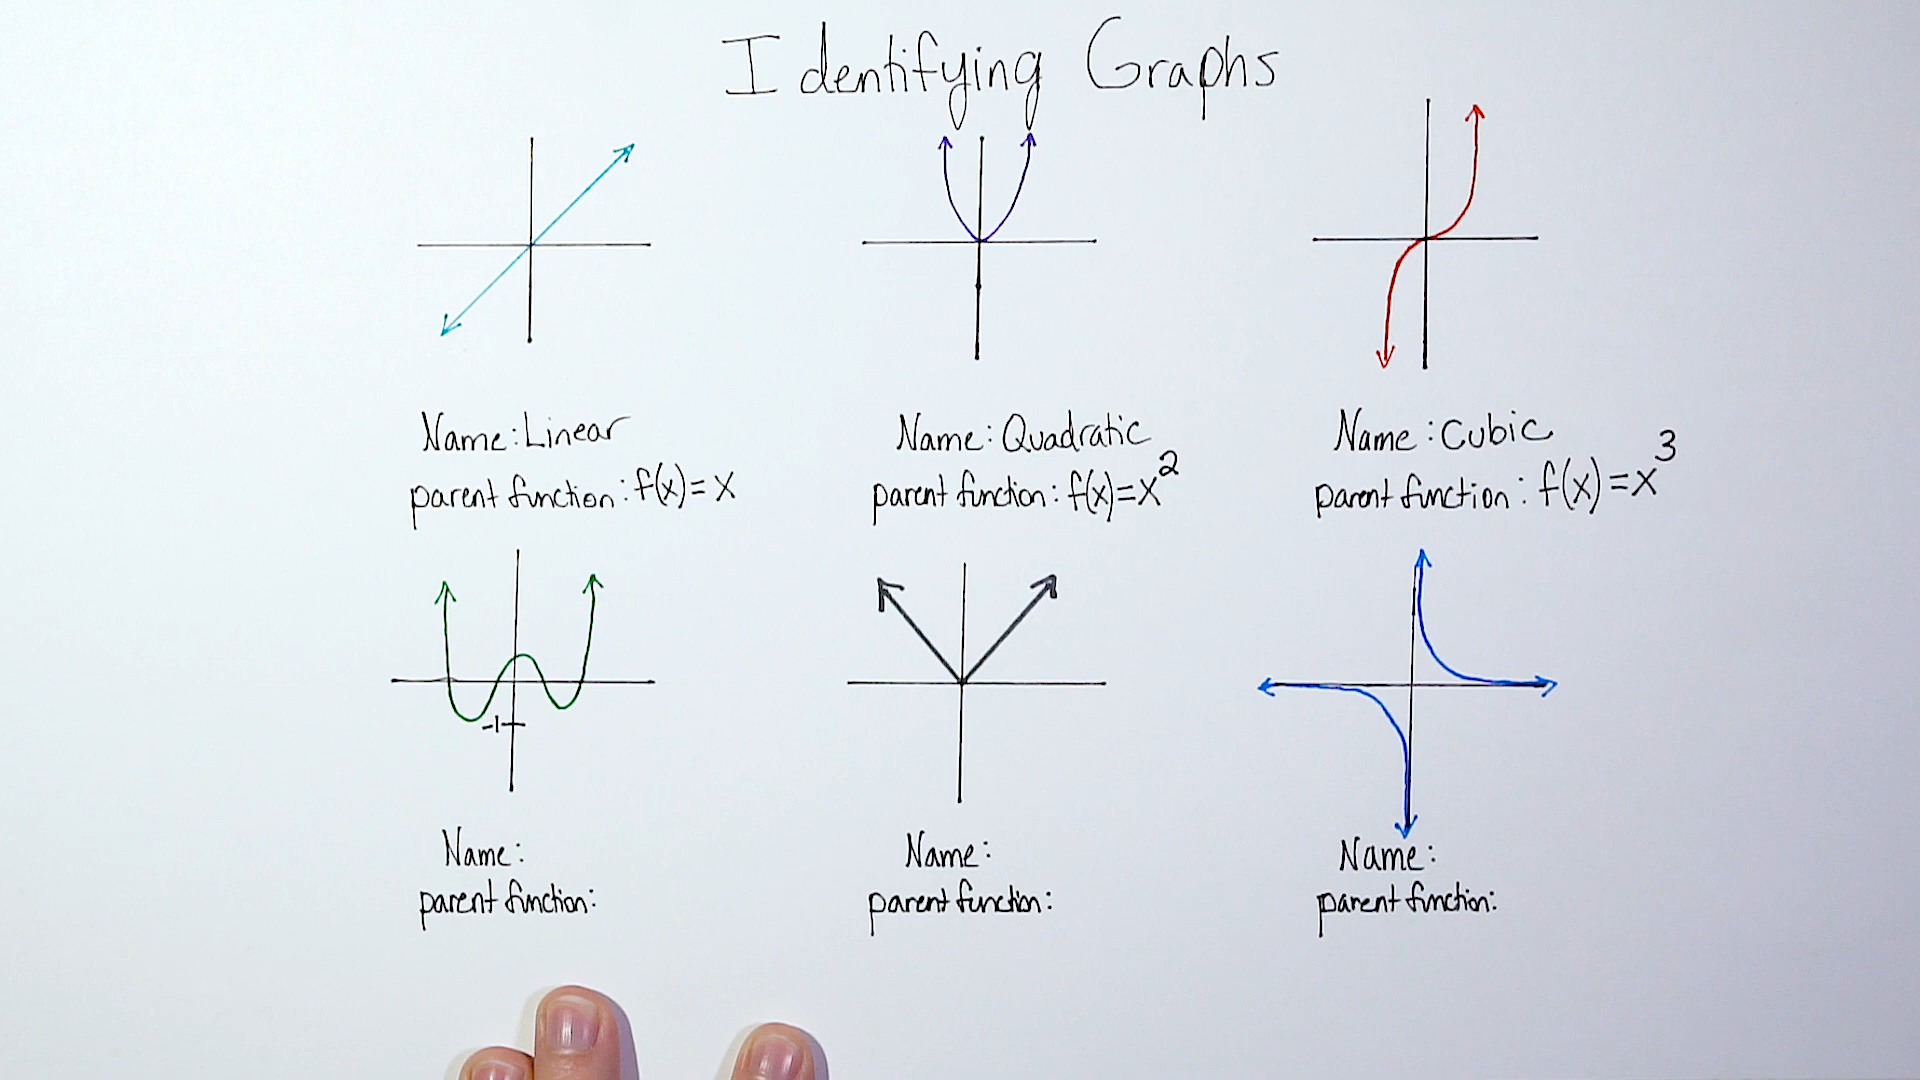 Identifying Graphs
Name: Linear
parent function: f(x)= x
Name: Quadratic
parent function: f(x)=x²
Name: Cubic
parent function: f(x)=x³
-1
Name:
parent function:
Name:
parent function:
Name:
parent function: